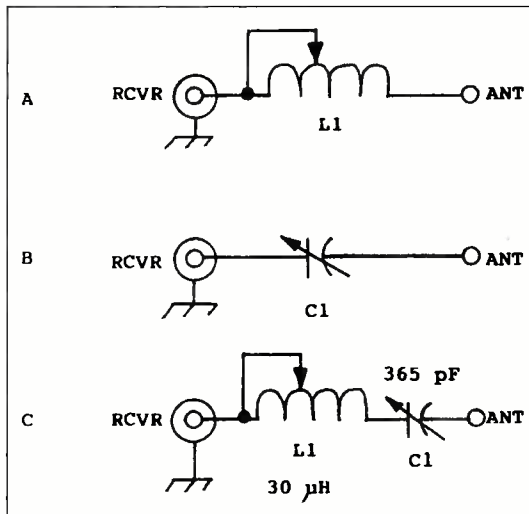 A
RCVR
L1
ANT
B
RCVR
C1
ANT
365 pF
C
RCVR
ANT
L1
C1
30 µH